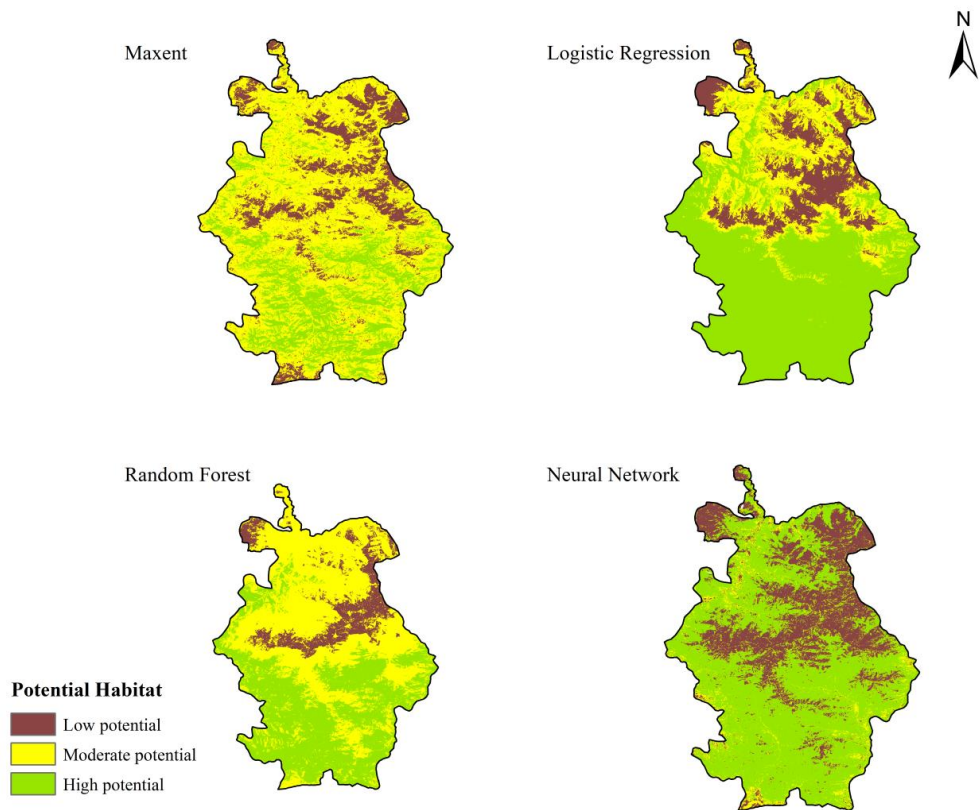 N
Maxent
Logistic Regression
Random Forest
Neural Network
Potential Habitat
Low potential
Moderate potential
High potential